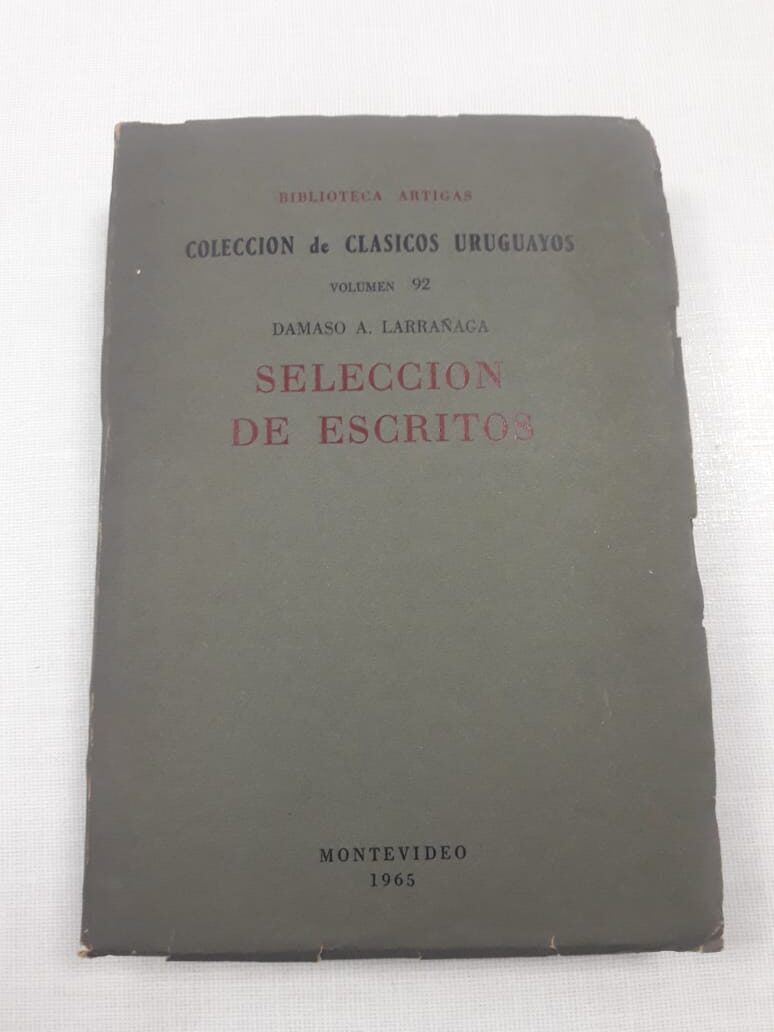 BIBLIOTECA ARTIGAS
COLECCION de CLASICOS URUGUAYOS
VOLUMEN 92
DAMASO A. LARRAÑAGA
SELECCION
DE ESCRITOS
MONTEVIDEO
1965